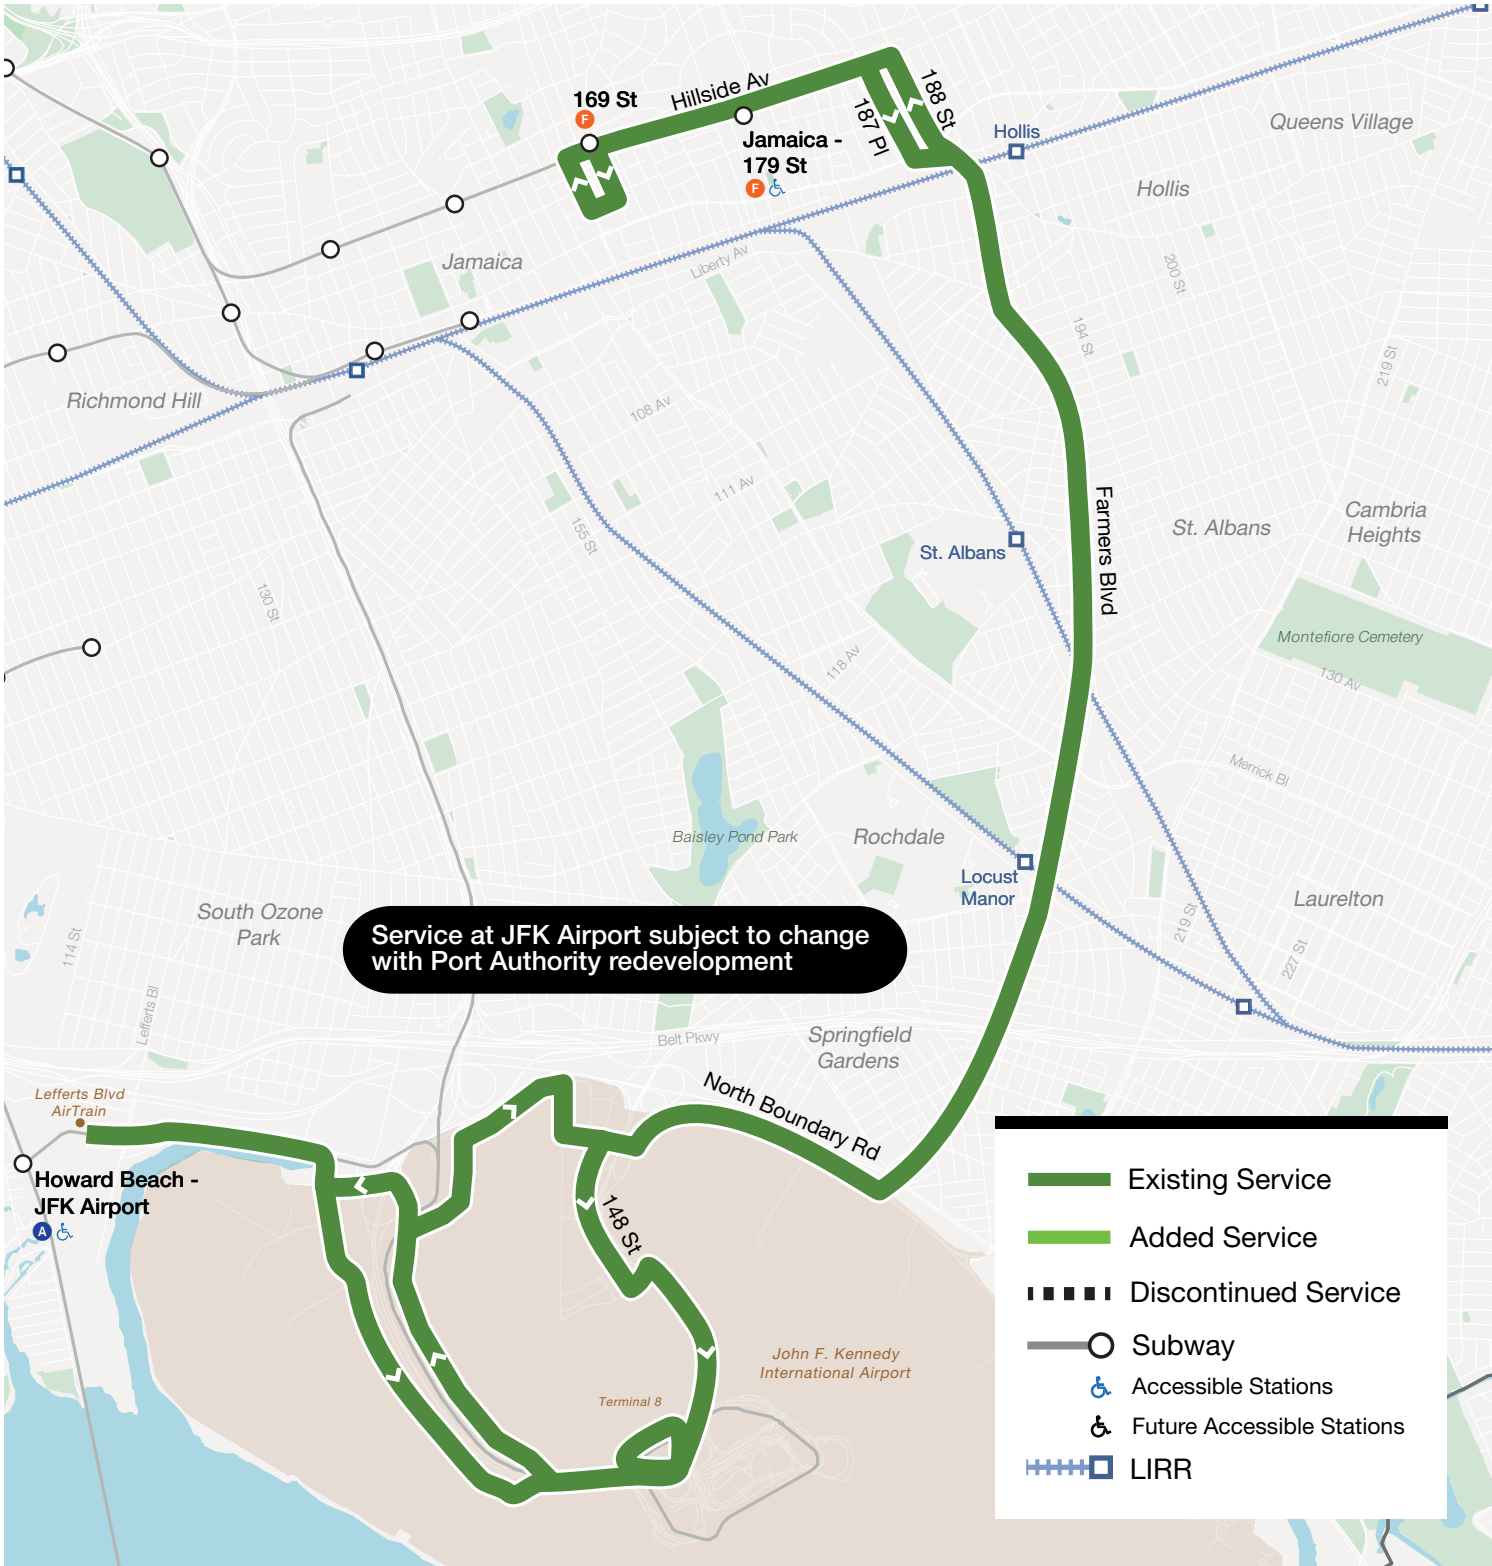 169 St
F
Hillside Av
188 St
187 Pl
Jamaica -
179 St
F
Hollis
Queens Village
Hollis
Jamaica
Liberty Av
200 St
194 St
219 St
Richmond Hill
108 Av
111 Av
155 St
Farmers Blvd
St. Albans
Cambria
Heights
St. Albans
130 St
118 Av
Montefiore Cemetery
130 Av
Merrick Bl
Baisley Pond Park
Rochdale
Locust
Manor
Laurelton
South Ozone
Park
114 St
219 St
227 St
Service at JFK Airport subject to change
with Port Authority redevelopment
Lefferts Bl
Belt Pkwy
Springfield
Gardens
Lefferts Blvd
AirTrain
North Boundary Rd
Howard Beach -
JFK Airport
A
148 St
John F. Kennedy
International Airport
Terminal 8
Existing Service
Added Service
Discontinued Service
Subway
Accessible Stations
Future Accessible Stations
LIRR